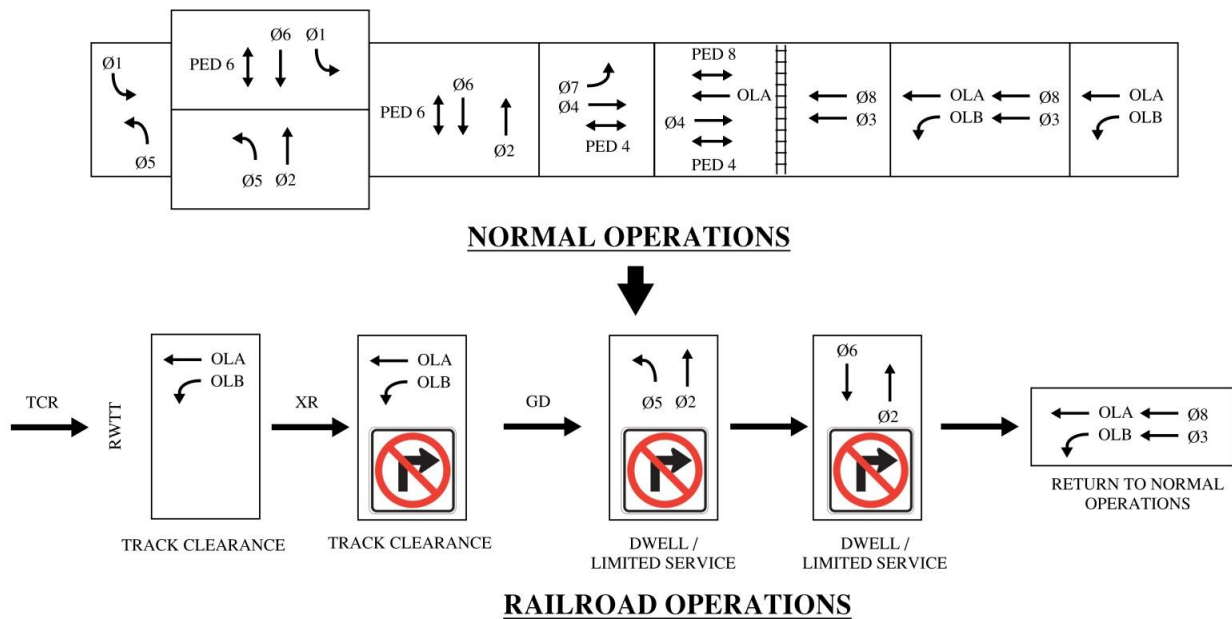 Ø1
Ø5
PED 6
Ø6
Ø1
Ø5
Ø2
PED 6
Ø6
Ø2
Ø7
Ø4
PED 4
PED 8
OLA
Ø4
PED 4
Ø8
Ø3
OLA
Ø8
OLB
Ø3
OLA
OLB
NORMAL OPERATIONS
TCR
RWTT
OLA
OLB
TRACK CLEARANCE
XR
OLA
OLB
TRACK CLEARANCE
GD
Ø5
Ø2
DWELL /
LIMITED SERVICE
Ø6
Ø2
DWELL /
LIMITED SERVICE
OLA
Ø8
OLB
Ø3
RETURN TO NORMAL
OPERATIONS
RAILROAD OPERATIONS